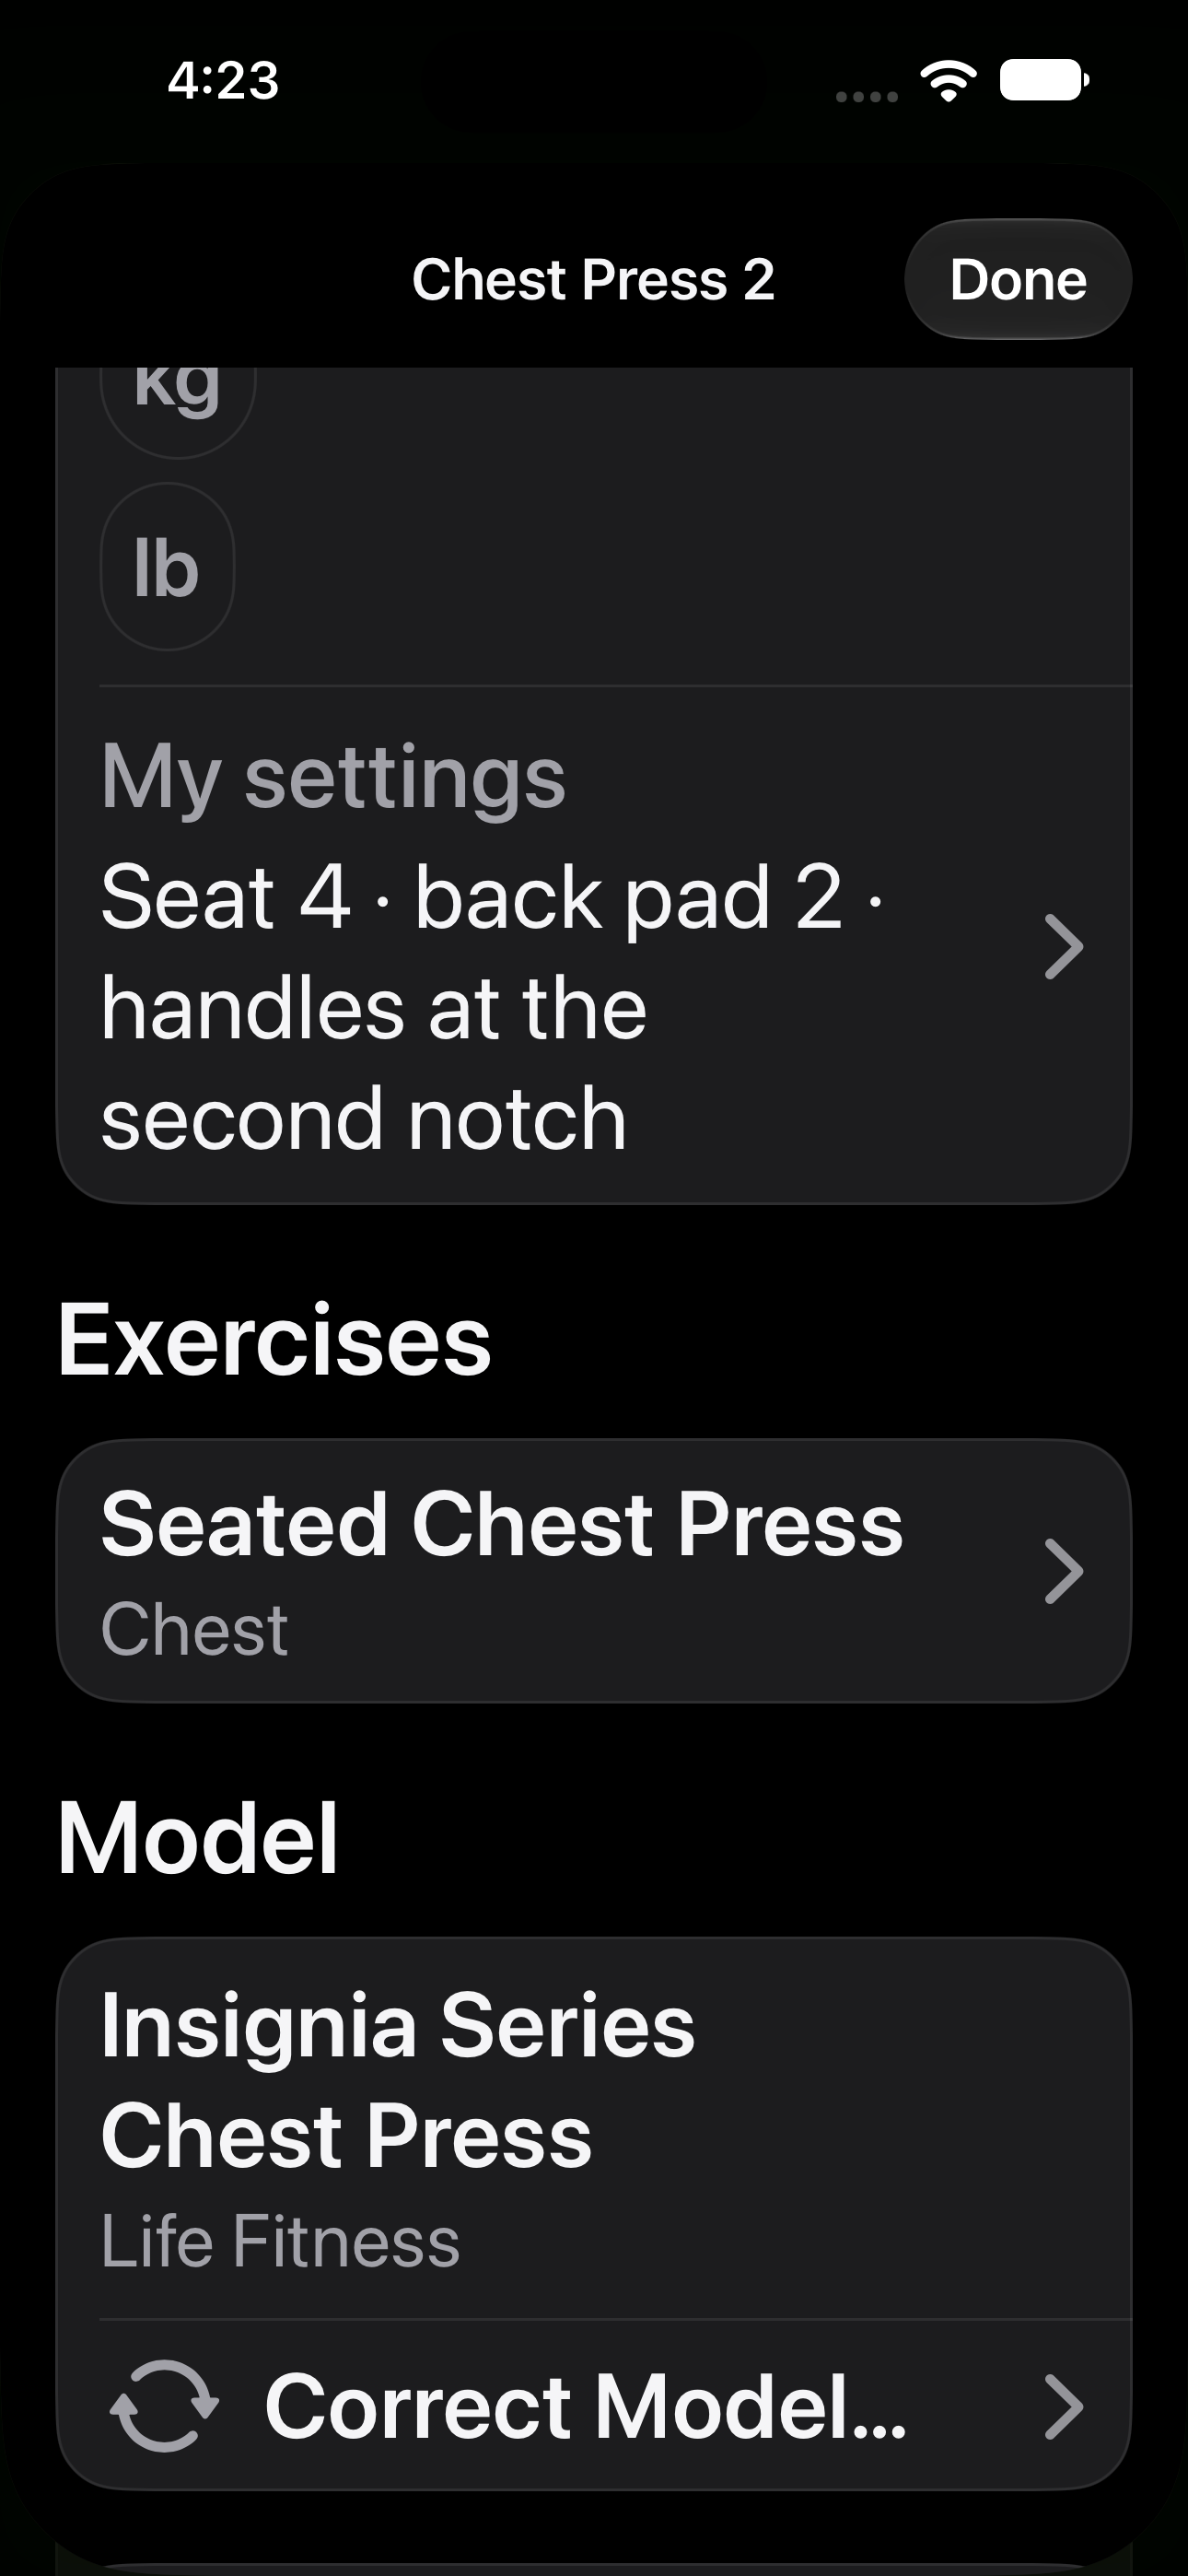 4:23
Chest Press 2
Done
kg
lb
My settings
Seat 4 · back pad 2 ·
handles at the
second notch
Exercises
Seated Chest Press
Chest
Model
Insignia Series
Chest Press
Life Fitness
Correct Model...